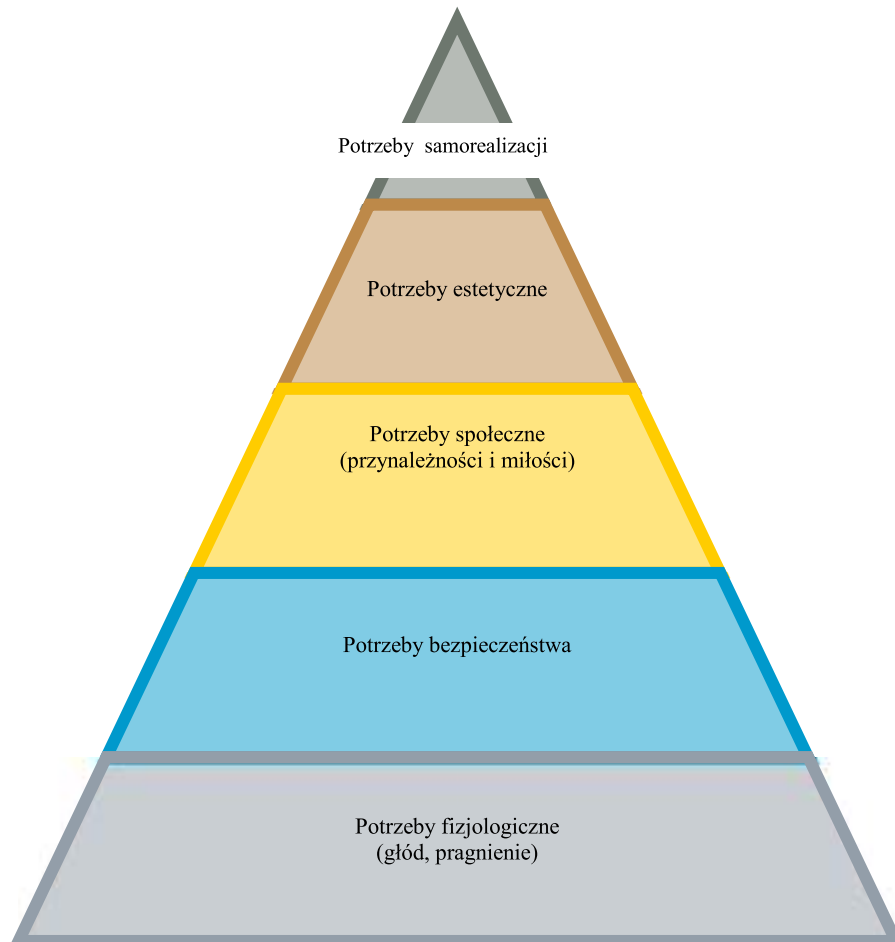 Potrzeby samorealizacji
Potrzeby estetyczne
Potrzeby społeczne
(przynależności i miłości)
Potrzeby bezpieczeństwa
Potrzeby fizjologiczne
(głód, pragnienie)